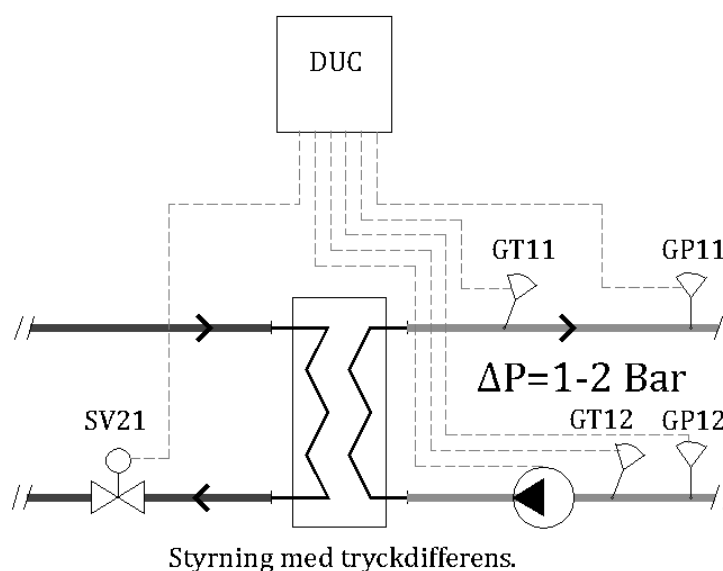 DUC
GT11 GP11
ΔP=1-2 Bar
SV21 GT12 GP12
Styrning med tryckdifferens.